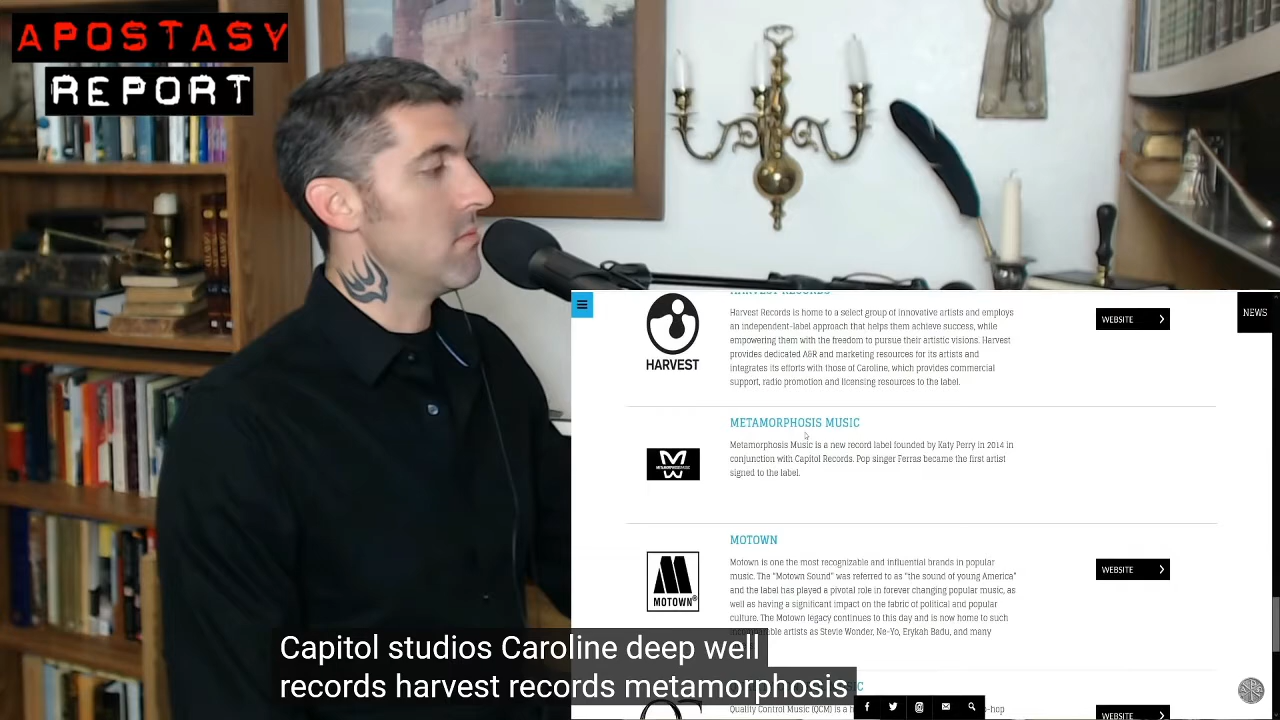 APOSTASY
REPORT
NEWS
HARVEST RECORDS
Harvest Records is home to a select group of innovative artists and employs
an independent-label approach that helps them achieve success, while
empowering them with the freedom to pursue their artistic visions. Harvest
provides dedicated A&R and marketing resources for its artists and
integrates its efforts with those of Caroline, which provides commercial
support, radio promotion and licensing resources to the label.
HARVEST
WEBSITE
METAMORPHOSIS MUSIC
Metamorphosis Music is a new record label founded by Katy Perry in 2014 in
conjunction with Capitol Records. Pop singer Ferras became the first artist
signed to the label.
METAMORPHOSIS MUSIC
MOTOWN
Motown is one the most recognizable and influential brands in popular
music. The "Motown Sound" was referred to as "the sound of young America"
and the label has played a pivotal role in forever changing popular music, as
well as having a significant impact on the fabric of political and popular
culture. The Motown legacy continues to this day and is now home to such
incomparable artists as Stevie Wonder, Ne-Yo, Erykah Badu, and many
MOTOWN®
WEBSITE
Capitol studios Caroline deep well
records harvest records metamorphosis
Quality Control Music (QCM) is a
WEBSITE